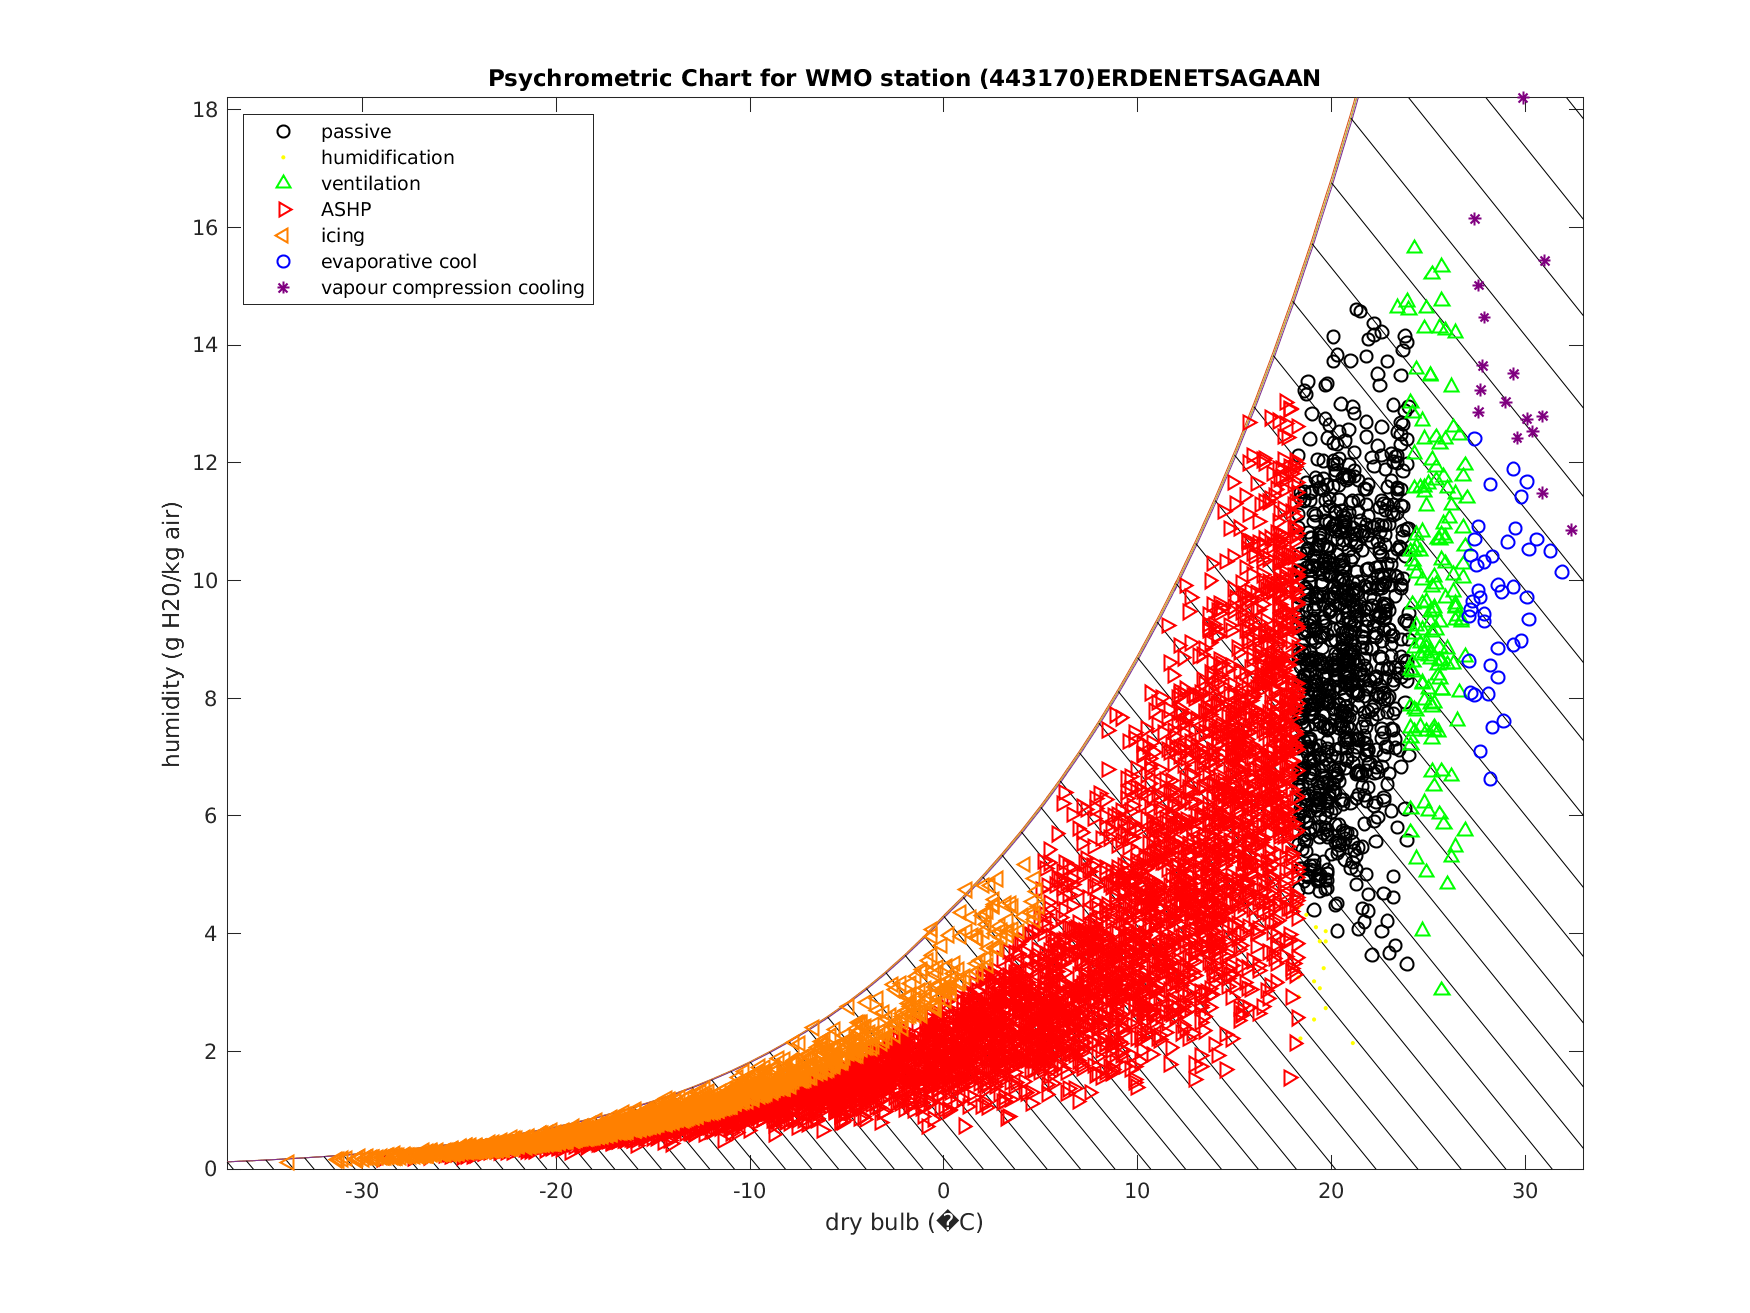 Psychrometric Chart for WMO station (443170)ERDENETSAGAAN
passive
humidification
ventilation
ASHP
icing
evaporative cool
vapour compression cooling
humidity (g H20/kg air)
18
16
14
12
10
8
6
4
2
0
-30 -20 -10 0 10 20 30
dry bulb (�C)